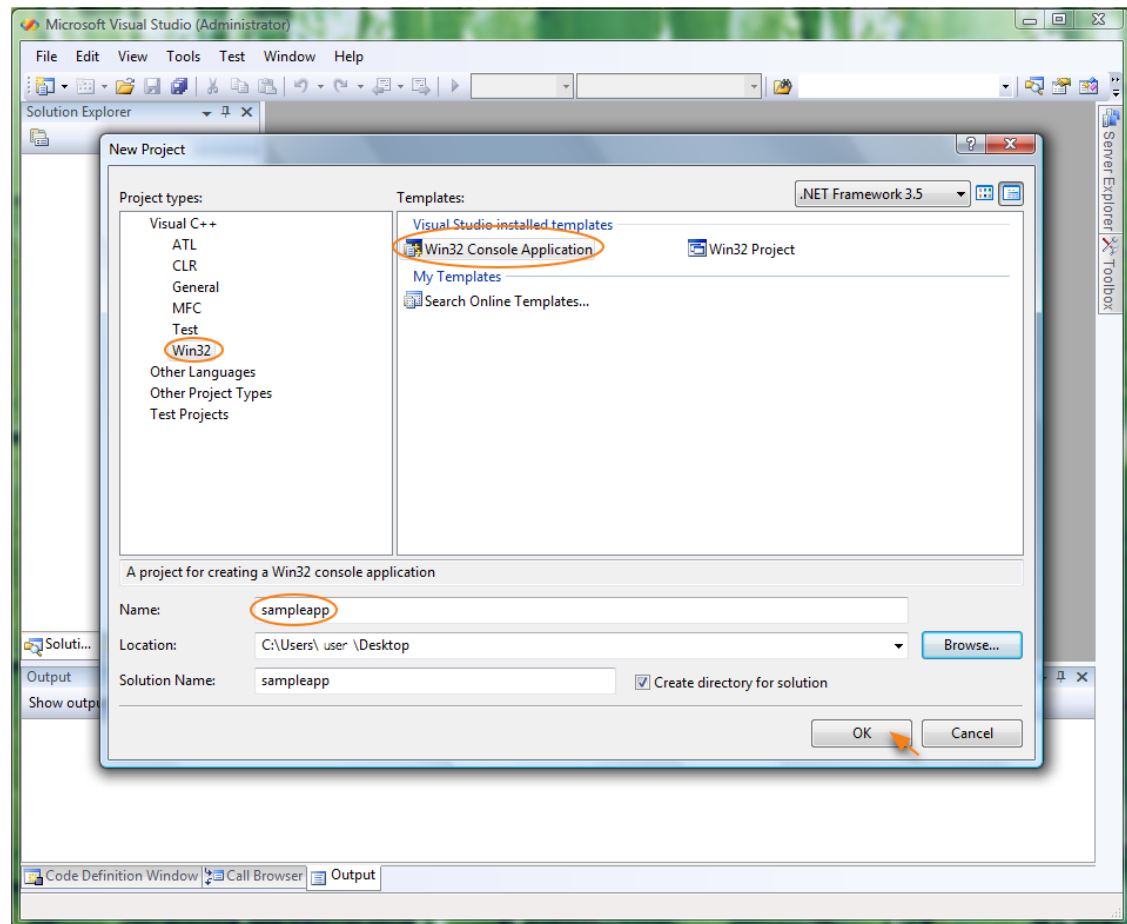 Microsoft Visual Studio (Administrator)
File Edit View Tools Test Window Help
Solution Explorer
New Project
Project types:
Templates:
.NET Framework 3.5
Visual C++
ATL
CLR
General
MFC
Test
Win32
Other Languages
Other Project Types
Test Projects
Visual Studio installed templates
Win32 Console Application
Win32 Project
My Templates
Search Online Templates...
A project for creating a Win32 console application
Name:
sampleapp
Location:
C:\Users\ user \Desktop
Browse...
Solution Name:
sampleapp
Create directory for solution
OK
Cancel
Server Explorer
Toolbox
Soluti...
Output
Show outpu
Code Definition Window
Call Browser
Output